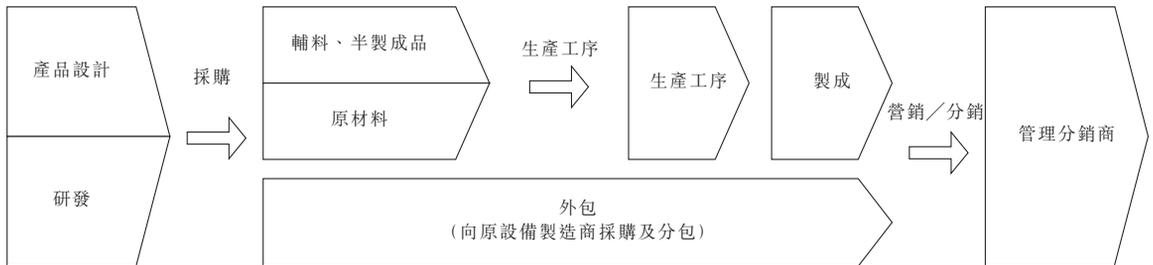 產品設計
研發
採購
輔料、半製成品
原材料
生產工序
生產工序
製成
外包
(向原設備製造商採購及分包)
營銷／分銷
管理分銷商